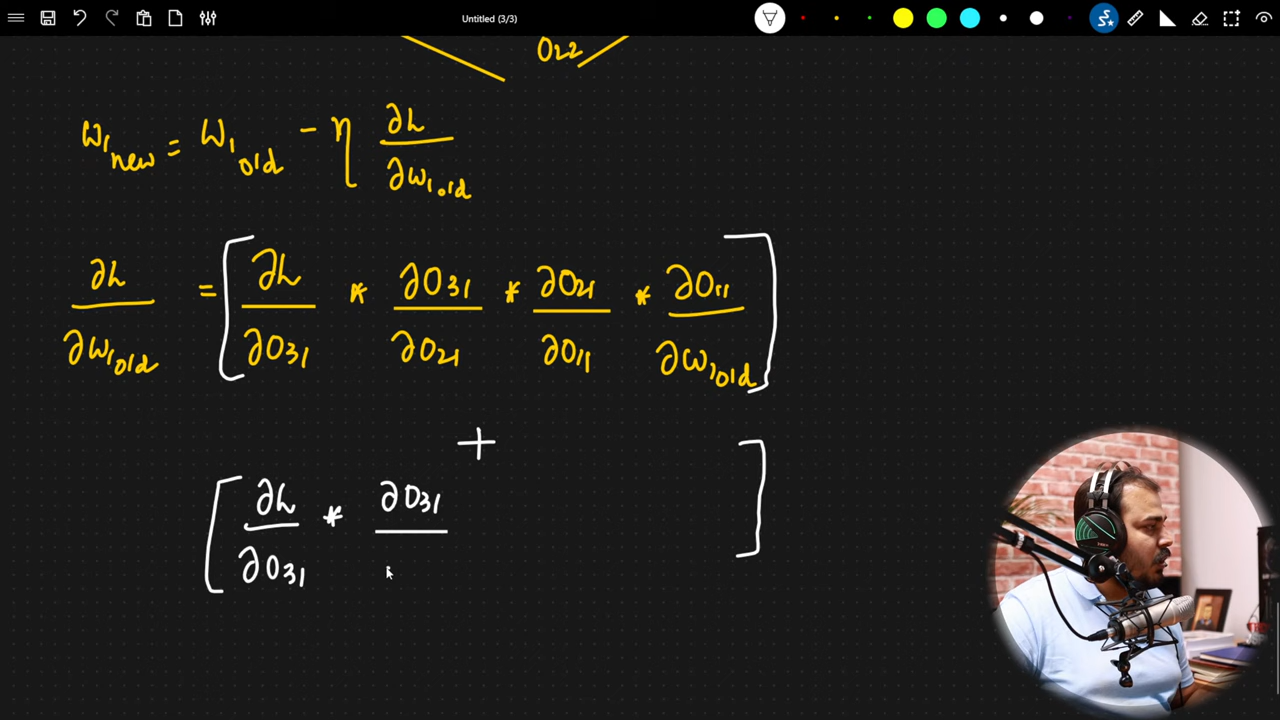 Untitled (3/3)
O22
W1new = W1old - η ∂L/∂W1old
∂L/∂W1old = [∂L/∂O31 * ∂O31/∂O21 * ∂O21/∂O11 * ∂O11/∂W1old]
+
[∂L/∂O31 * ∂O31/ ]